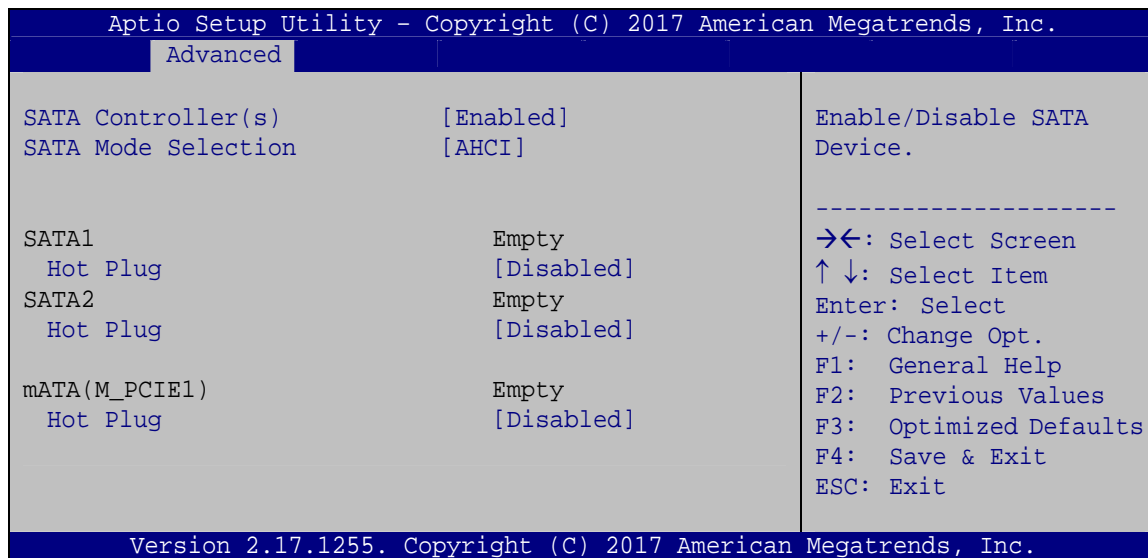 Aptio Setup Utility – Copyright (C) 2017 American Megatrends, Inc.
Advanced
SATA Controller(s) [Enabled]
SATA Mode Selection [AHCI]
SATA1 Empty
Hot Plug [Disabled]
SATA2 Empty
Hot Plug [Disabled]
mATA(M_PCIE1) Empty
Hot Plug [Disabled]
Enable/Disable SATA
Device.
---------------------
→←: Select Screen
↑ ↓: Select Item
Enter: Select
+/-: Change Opt.
F1: General Help
F2: Previous Values
F3: Optimized Defaults
F4: Save & Exit
ESC: Exit
Version 2.17.1255. Copyright (C) 2017 American Megatrends, Inc.